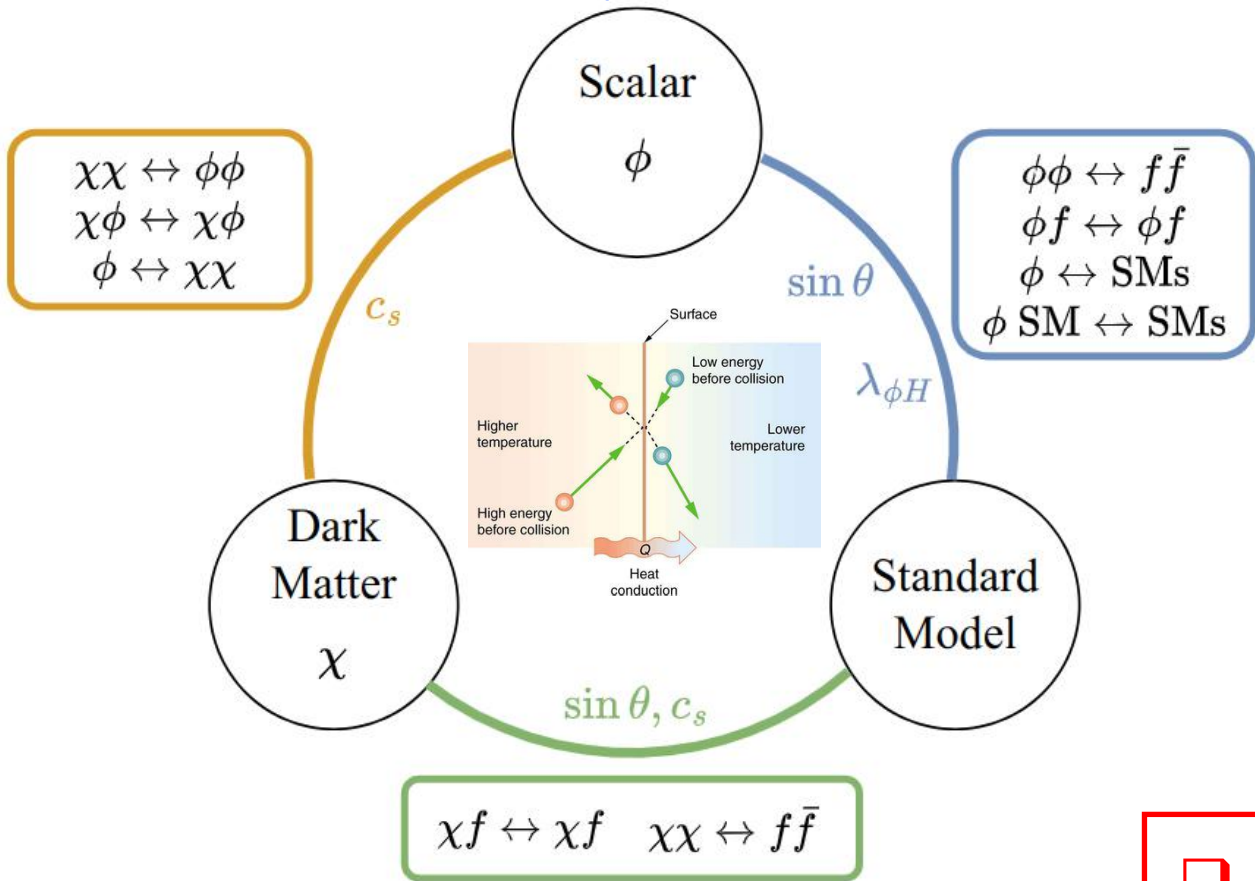 Scalar
ϕ
χχ ↔ ϕϕ
χϕ ↔ χϕ
ϕ ↔ χχ
ϕϕ ↔ f f̄
ϕf ↔ ϕf
ϕ ↔ SMs
ϕ SM ↔ SMs
c_s
sin θ
λ_{ϕH}
Surface
Low energy
before collision
Higher
temperature
Lower
temperature
High energy
before collision
Q
Heat
conduction
Dark
Matter
χ
Standard
Model
sin θ, c_s
χf ↔ χf χχ ↔ f f̄